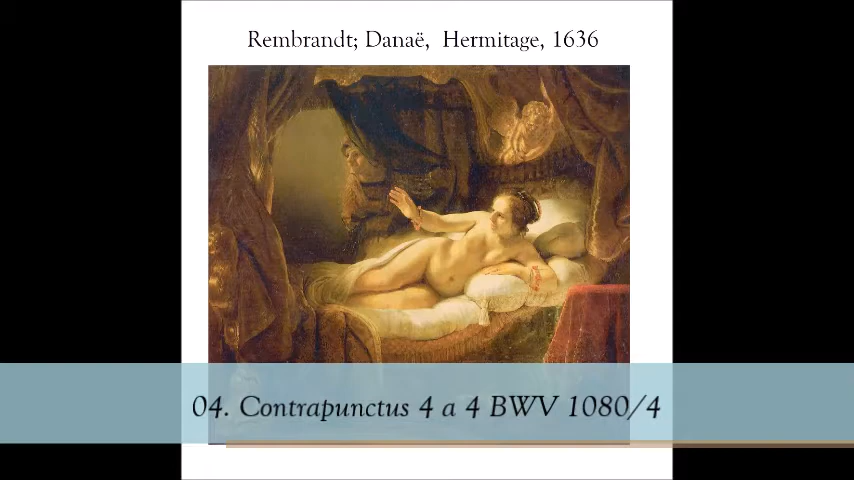 Rembrandt; Danaë, Hermitage, 1636
04. Contrapunctus 4 a 4 BWV 1080/4